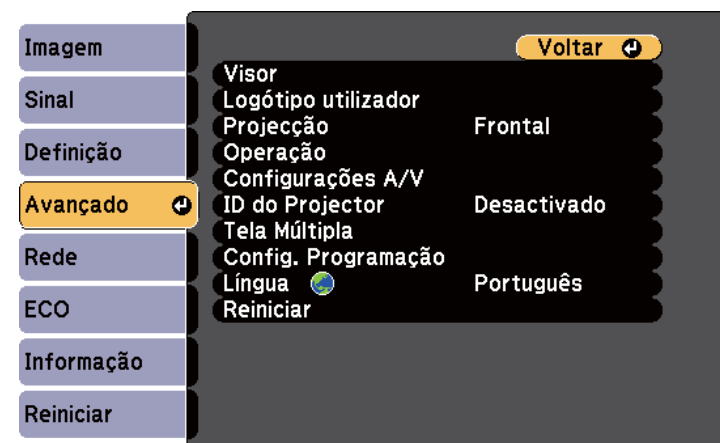 Imagem
Sinal
Definição
Avançado
Rede
ECO
Informação
Reiniciar
Voltar
Visor
Logótipo utilizador
Projecção Frontal
Operação
Configurações A/V
ID do Projector Desactivado
Tela Múltipla
Config. Programação
Língua Português
Reiniciar